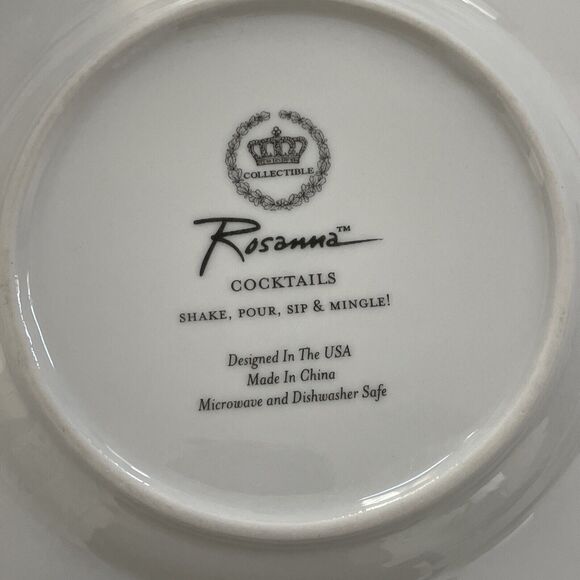 COLLECTIBLE
Rosanna™
COCKTAILS
SHAKE, POUR, SIP & MINGLE!
Designed In The USA
Made In China
Microwave and Dishwasher Safe